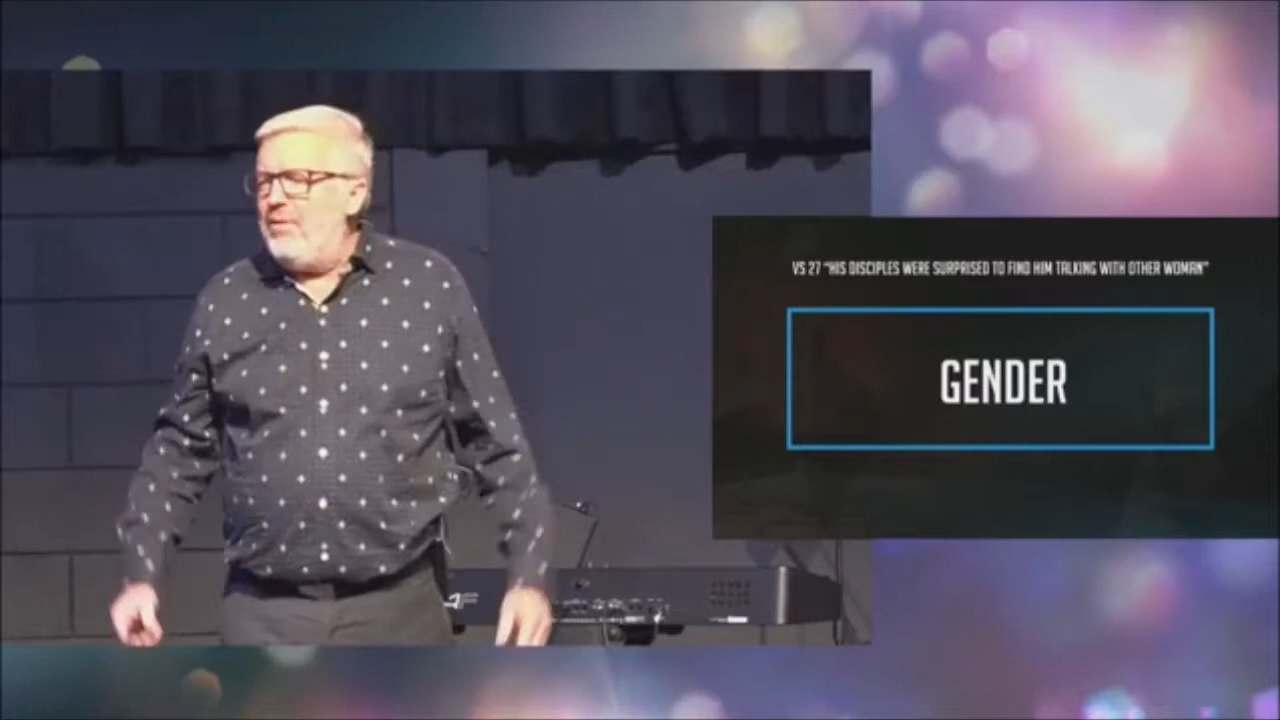 VS 27 "HIS DISCIPLES WERE SURPRISED TO FIND HIM TALKING WITH OTHER WOMAN"
GENDER